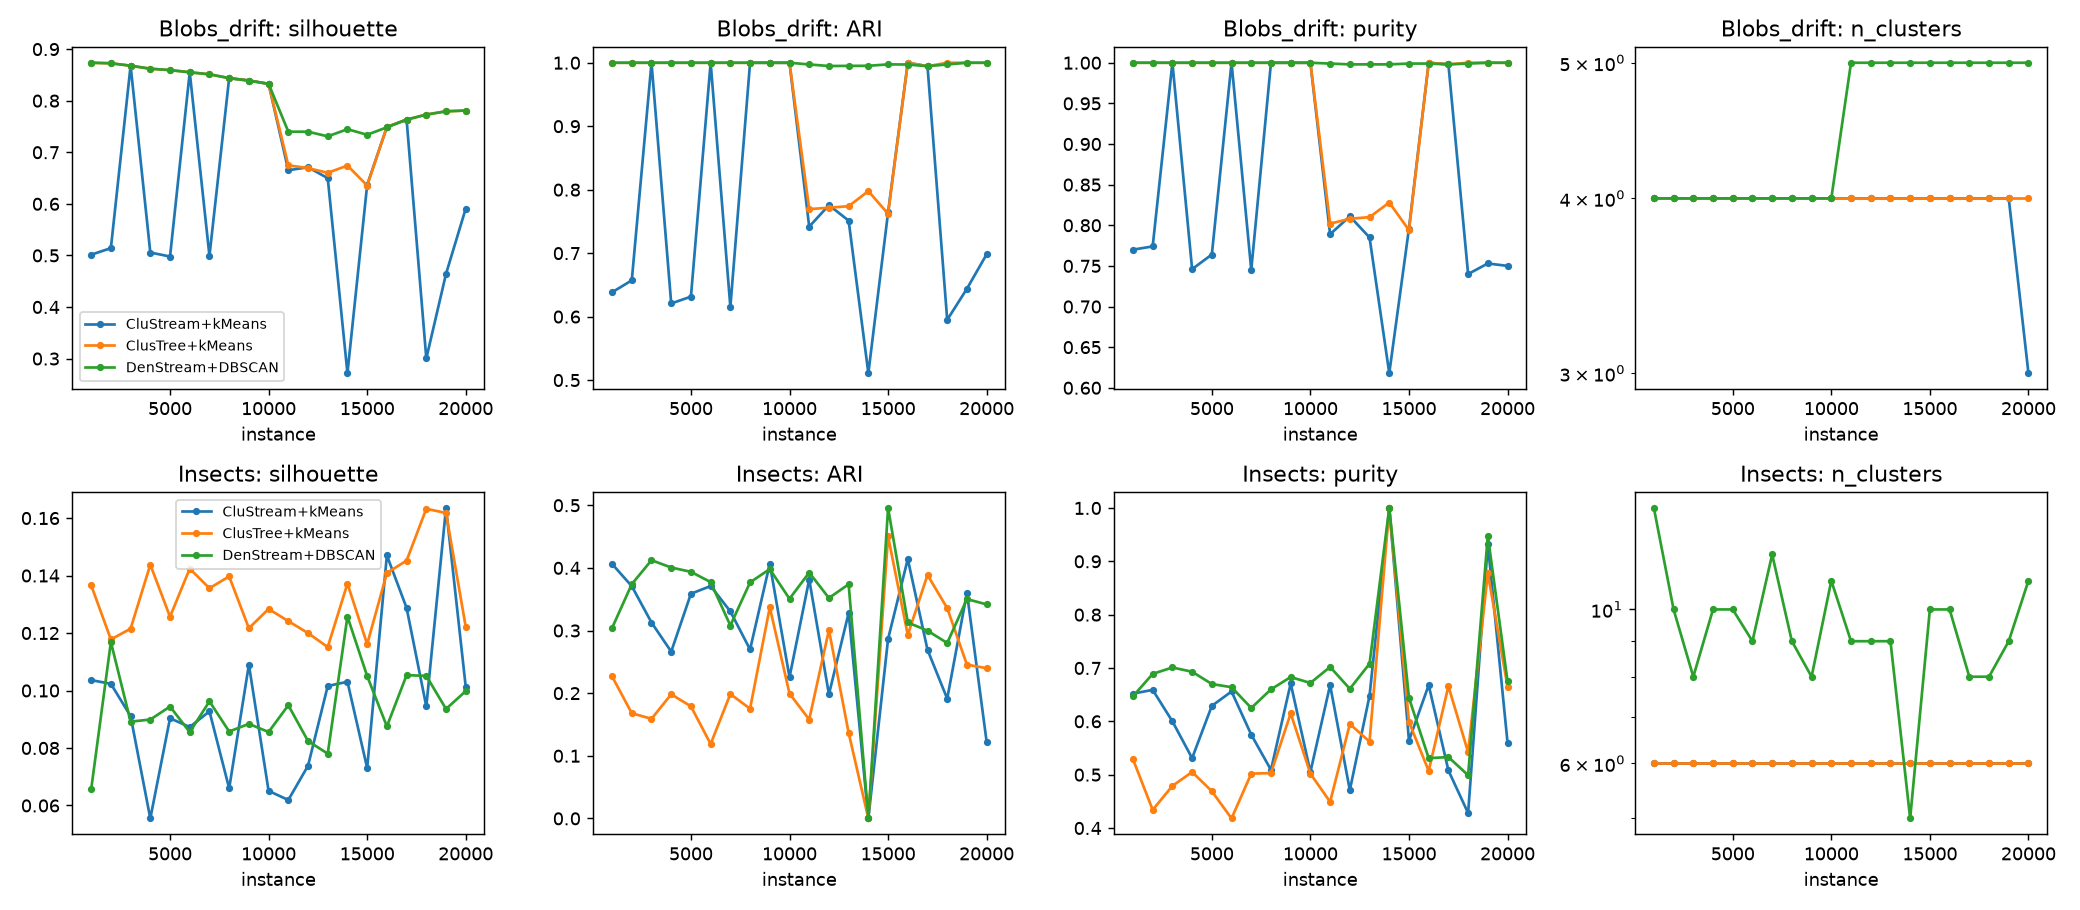 Blobs_drift: silhouette
0.9
0.8
0.7
0.6
0.5
0.4
0.3
CluStream+kMeans
ClusTree+kMeans
DenStream+DBSCAN
5000 10000 15000 20000
instance
Blobs_drift: ARI
1.0
0.9
0.8
0.7
0.6
0.5
5000 10000 15000 20000
instance
Blobs_drift: purity
1.00
0.95
0.90
0.85
0.80
0.75
0.70
0.65
0.60
5000 10000 15000 20000
instance
Blobs_drift: n_clusters
5 × 10⁰
4 × 10⁰
3 × 10⁰
5000 10000 15000 20000
instance
Insects: silhouette
0.16
0.14
0.12
0.10
0.08
0.06
CluStream+kMeans
ClusTree+kMeans
DenStream+DBSCAN
5000 10000 15000 20000
instance
Insects: ARI
0.5
0.4
0.3
0.2
0.1
0.0
5000 10000 15000 20000
instance
Insects: purity
1.0
0.9
0.8
0.7
0.6
0.5
0.4
5000 10000 15000 20000
instance
Insects: n_clusters
10¹
6 × 10⁰
5000 10000 15000 20000
instance